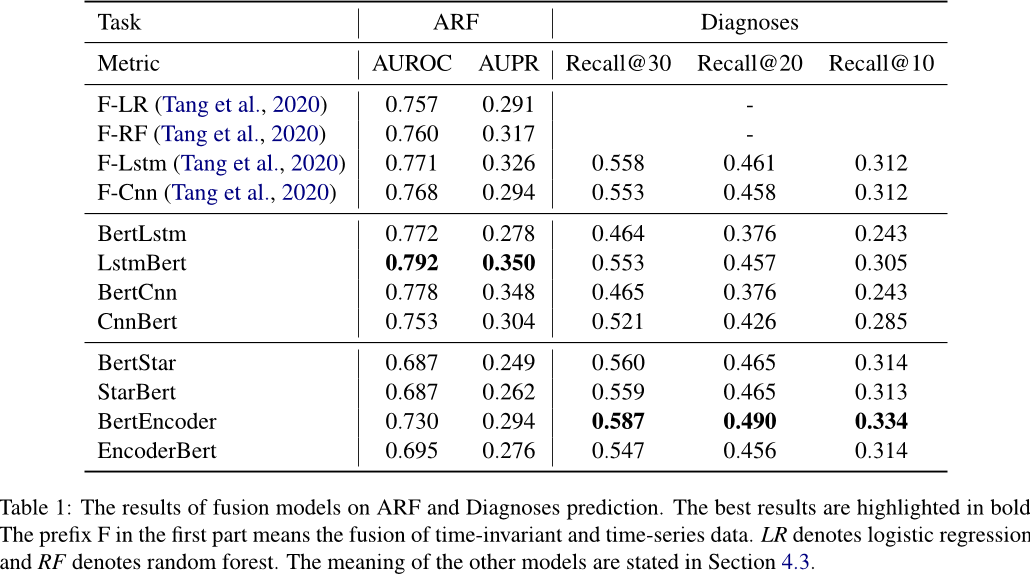 Task ARF Diagnoses
Metric AUROC AUPR Recall@30 Recall@20 Recall@10
F-LR (Tang et al., 2020) 0.757 0.291 -
F-RF (Tang et al., 2020) 0.760 0.317 -
F-Lstm (Tang et al., 2020) 0.771 0.326 0.558 0.461 0.312
F-Cnn (Tang et al., 2020) 0.768 0.294 0.553 0.458 0.312
BertLstm 0.772 0.278 0.464 0.376 0.243
LstmBert 0.792 0.350 0.553 0.457 0.305
BertCnn 0.778 0.348 0.465 0.376 0.243
CnnBert 0.753 0.304 0.521 0.426 0.285
BertStar 0.687 0.249 0.560 0.465 0.314
StarBert 0.687 0.262 0.559 0.465 0.313
BertEncoder 0.730 0.294 0.587 0.490 0.334
EncoderBert 0.695 0.276 0.547 0.456 0.314
Table 1: The results of fusion models on ARF and Diagnoses prediction. The best results are highlighted in bold
The prefix F in the first part means the fusion of time-invariant and time-series data. LR denotes logistic regression
and RF denotes random forest. The meaning of the other models are stated in Section 4.3.